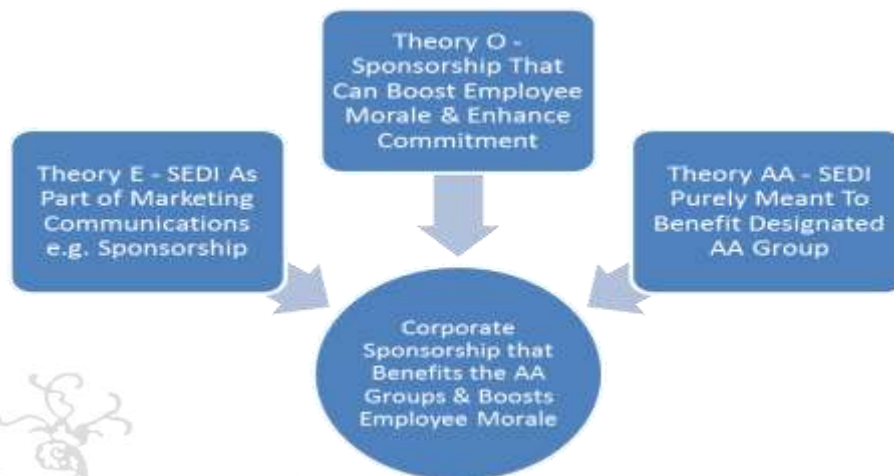 Theory O -
Sponsorship That
Can Boost Employee
Morale & Enhance
Commitment
Theory E - SEDI As
Part of Marketing
Communications
e.g. Sponsorship
Theory AA - SEDI
Purely Meant To
Benefit Designated
AA Group
Corporate
Sponsorship that
Benefits the AA
Groups & Boosts
Employee Morale